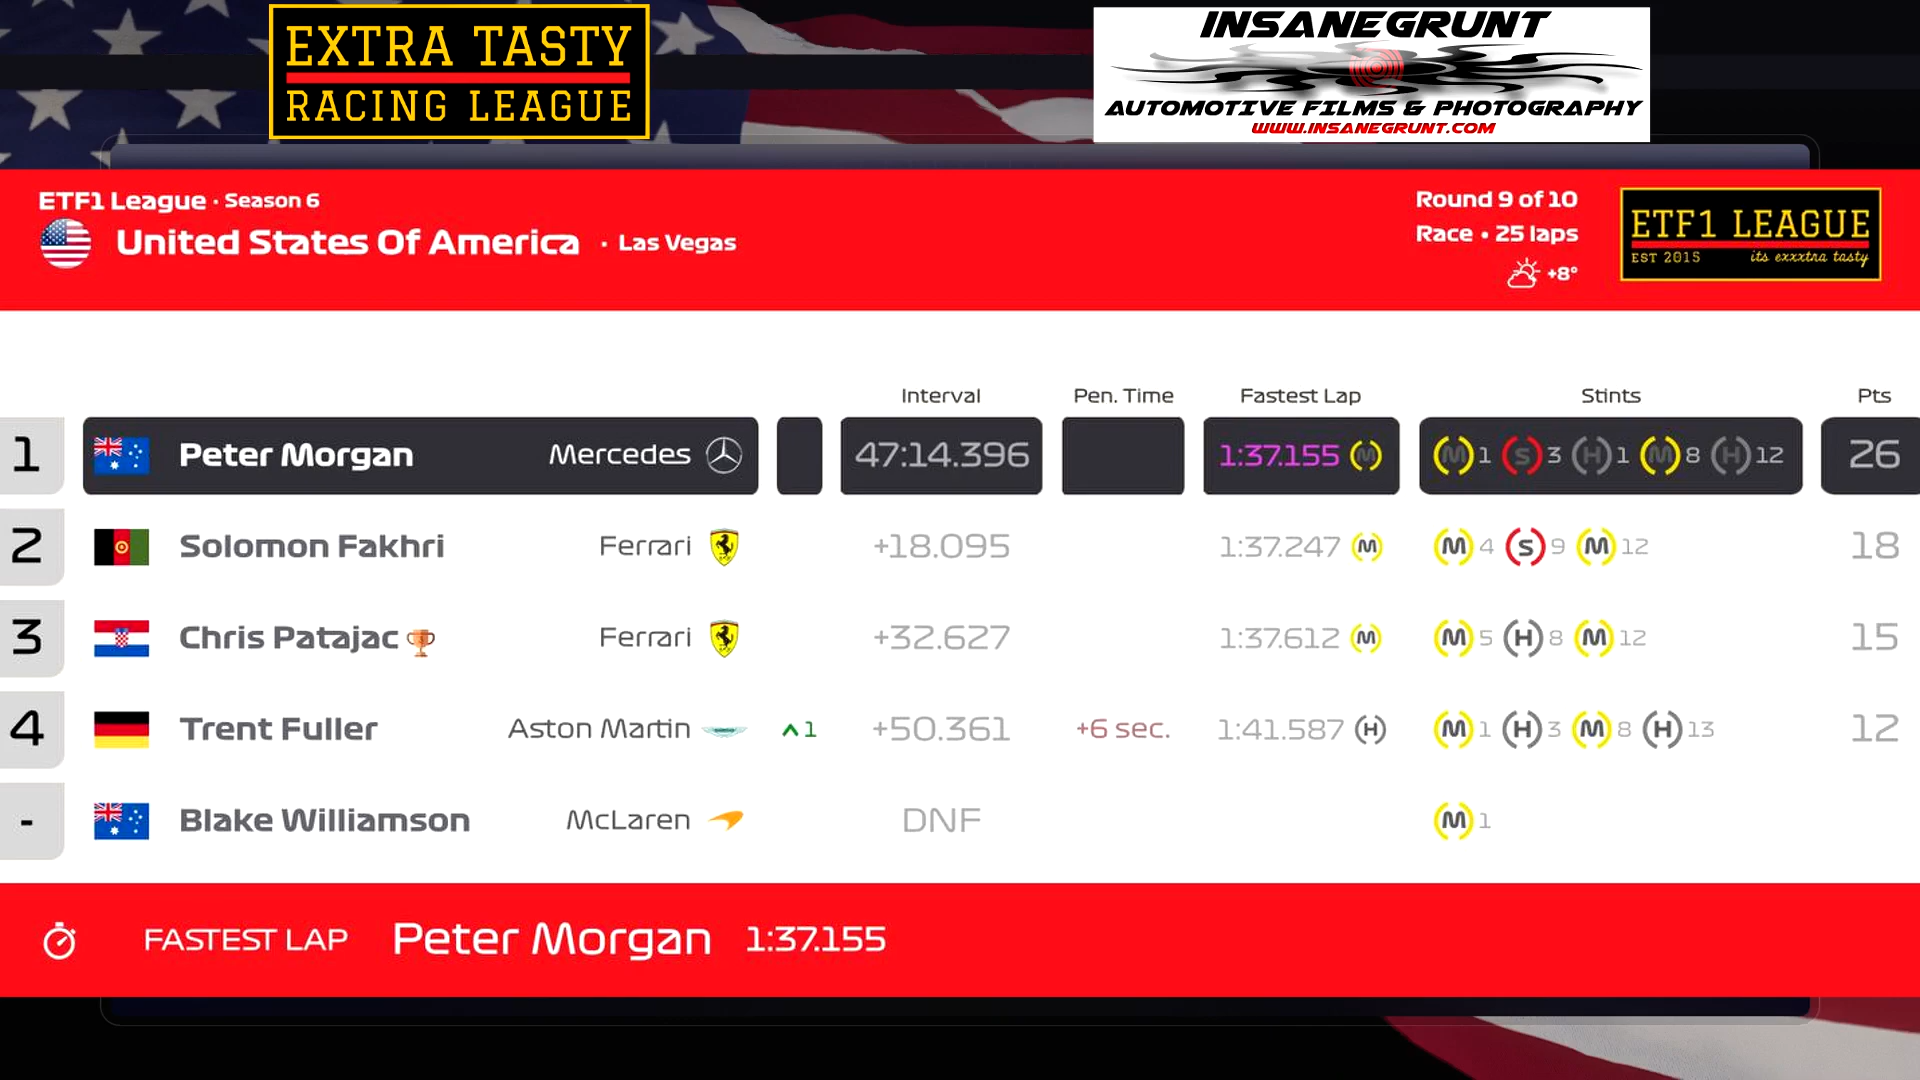 EXTRA TASTY
RACING LEAGUE
INSANEGRUNT
AUTOMOTIVE FILMS & PHOTOGRAPHY
WWW.INSANEGRUNT.COM
ETF1 League · Season 6
United States Of America · Las Vegas
Round 9 of 10
Race • 25 laps
+8°
ETF1 LEAGUE
EST 2015 its exxxtra tasty
Interval Pen. Time Fastest Lap Stints Pts
1 Peter Morgan Mercedes 47:14.396 1:37.155 M M 1 S 3 H 1 M 8 H 12 26
2 Solomon Fakhri Ferrari +18.095 1:37.247 M M 4 S 9 M 12 18
3 Chris Patajac Ferrari +32.627 1:37.612 M M 5 H 8 M 12 15
4 Trent Fuller Aston Martin 1 +50.361 +6 sec. 1:41.587 H M 1 H 3 M 8 H 13 12
- Blake Williamson McLaren DNF M 1
FASTEST LAP Peter Morgan 1:37.155